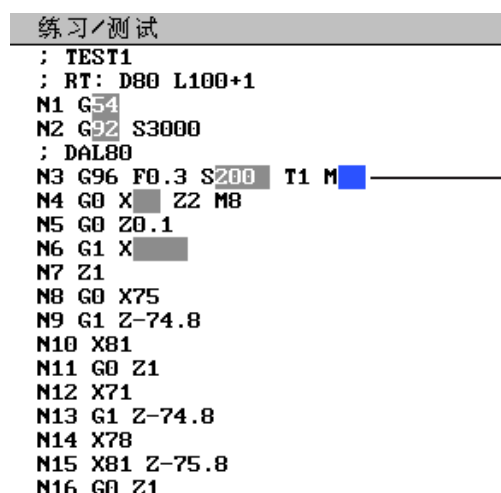 练习/测试
; TEST1
; RT: D80 L100+1
N1 G54
N2 G92 S3000
; DAL80
N3 G96 F0.3 S200 T1 M
N4 G0 X Z2 M8
N5 G0 Z0.1
N6 G1 X
N7 Z1
N8 G0 X75
N9 G1 Z-74.8
N10 X81
N11 G0 Z1
N12 X71
N13 G1 Z-74.8
N14 X78
N15 X81 Z-75.8
N16 G0 Z1